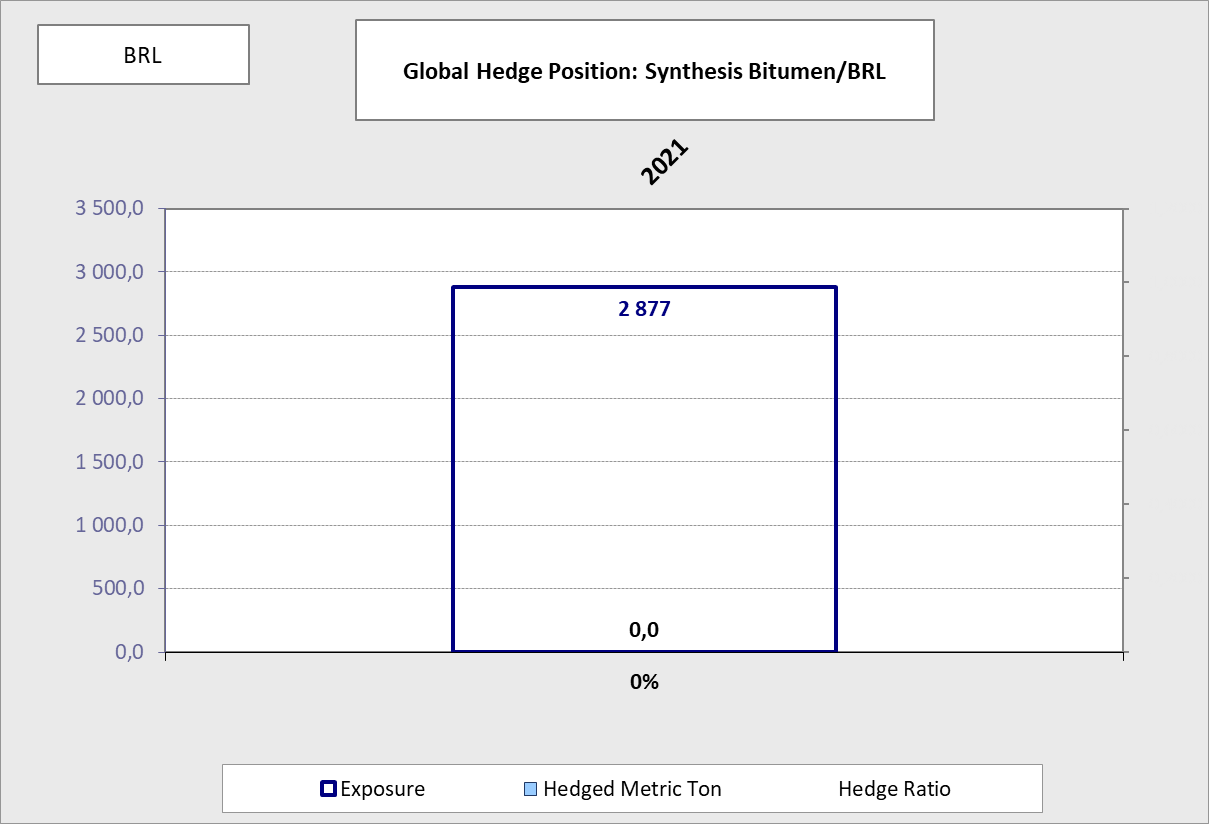 BRL
Global Hedge Position: Synthesis Bitumen/BRL
2021
3 500,0
3 000,0
2 500,0
2 000,0
1 500,0
1 000,0
500,0
0,0
2 877
0,0
0%
Exposure
Hedged Metric Ton
Hedge Ratio